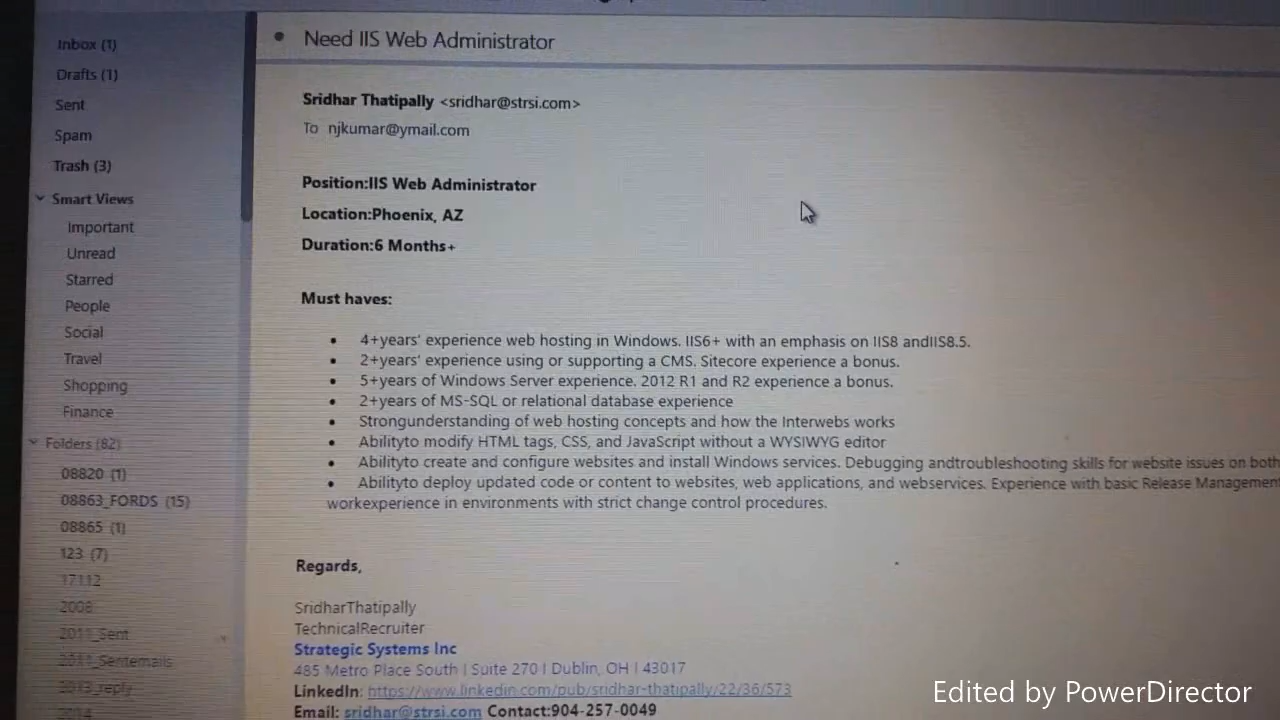 Inbox (1)
Drafts (1)
Sent
Spam
Trash (3)
Smart Views
Important
Unread
Starred
People
Social
Travel
Shopping
Finance
Folders (82)
08820 (1)
08863_FORDS (15)
08865 (1)
123 (7)
17112
2008
2011_Sent
2011_Sentemails
2013_reply
2014
Need IIS Web Administrator
Sridhar Thatipally <sridhar@strsi.com>
To njkumar@ymail.com
Position:IIS Web Administrator
Location:Phoenix, AZ
Duration:6 Months+
Must haves:
• 4+years' experience web hosting in Windows. IIS6+ with an emphasis on IIS8 andIIS8.5.
• 2+years' experience using or supporting a CMS. Sitecore experience a bonus.
• 5+years of Windows Server experience. 2012 R1 and R2 experience a bonus.
• 2+years of MS-SQL or relational database experience
• Strongunderstanding of web hosting concepts and how the Interwebs works
• Abilityto modify HTML tags, CSS, and JavaScript without a WYSIWYG editor
• Abilityto create and configure websites and install Windows services. Debugging andtroubleshooting skills for website issues on both
• Abilityto deploy updated code or content to websites, web applications, and webservices. Experience with basic Release Management
workexperience in environments with strict change control procedures.
Regards,
SridharThatipally
TechnicalRecruiter
Strategic Systems Inc
485 Metro Place South | Suite 270 | Dublin, OH | 43017
LinkedIn: https://www.linkedin.com/pub/sridhar-thatipally/22/36/573
Email: sridhar@strsi.com Contact:904-257-0049
Edited by PowerDirector